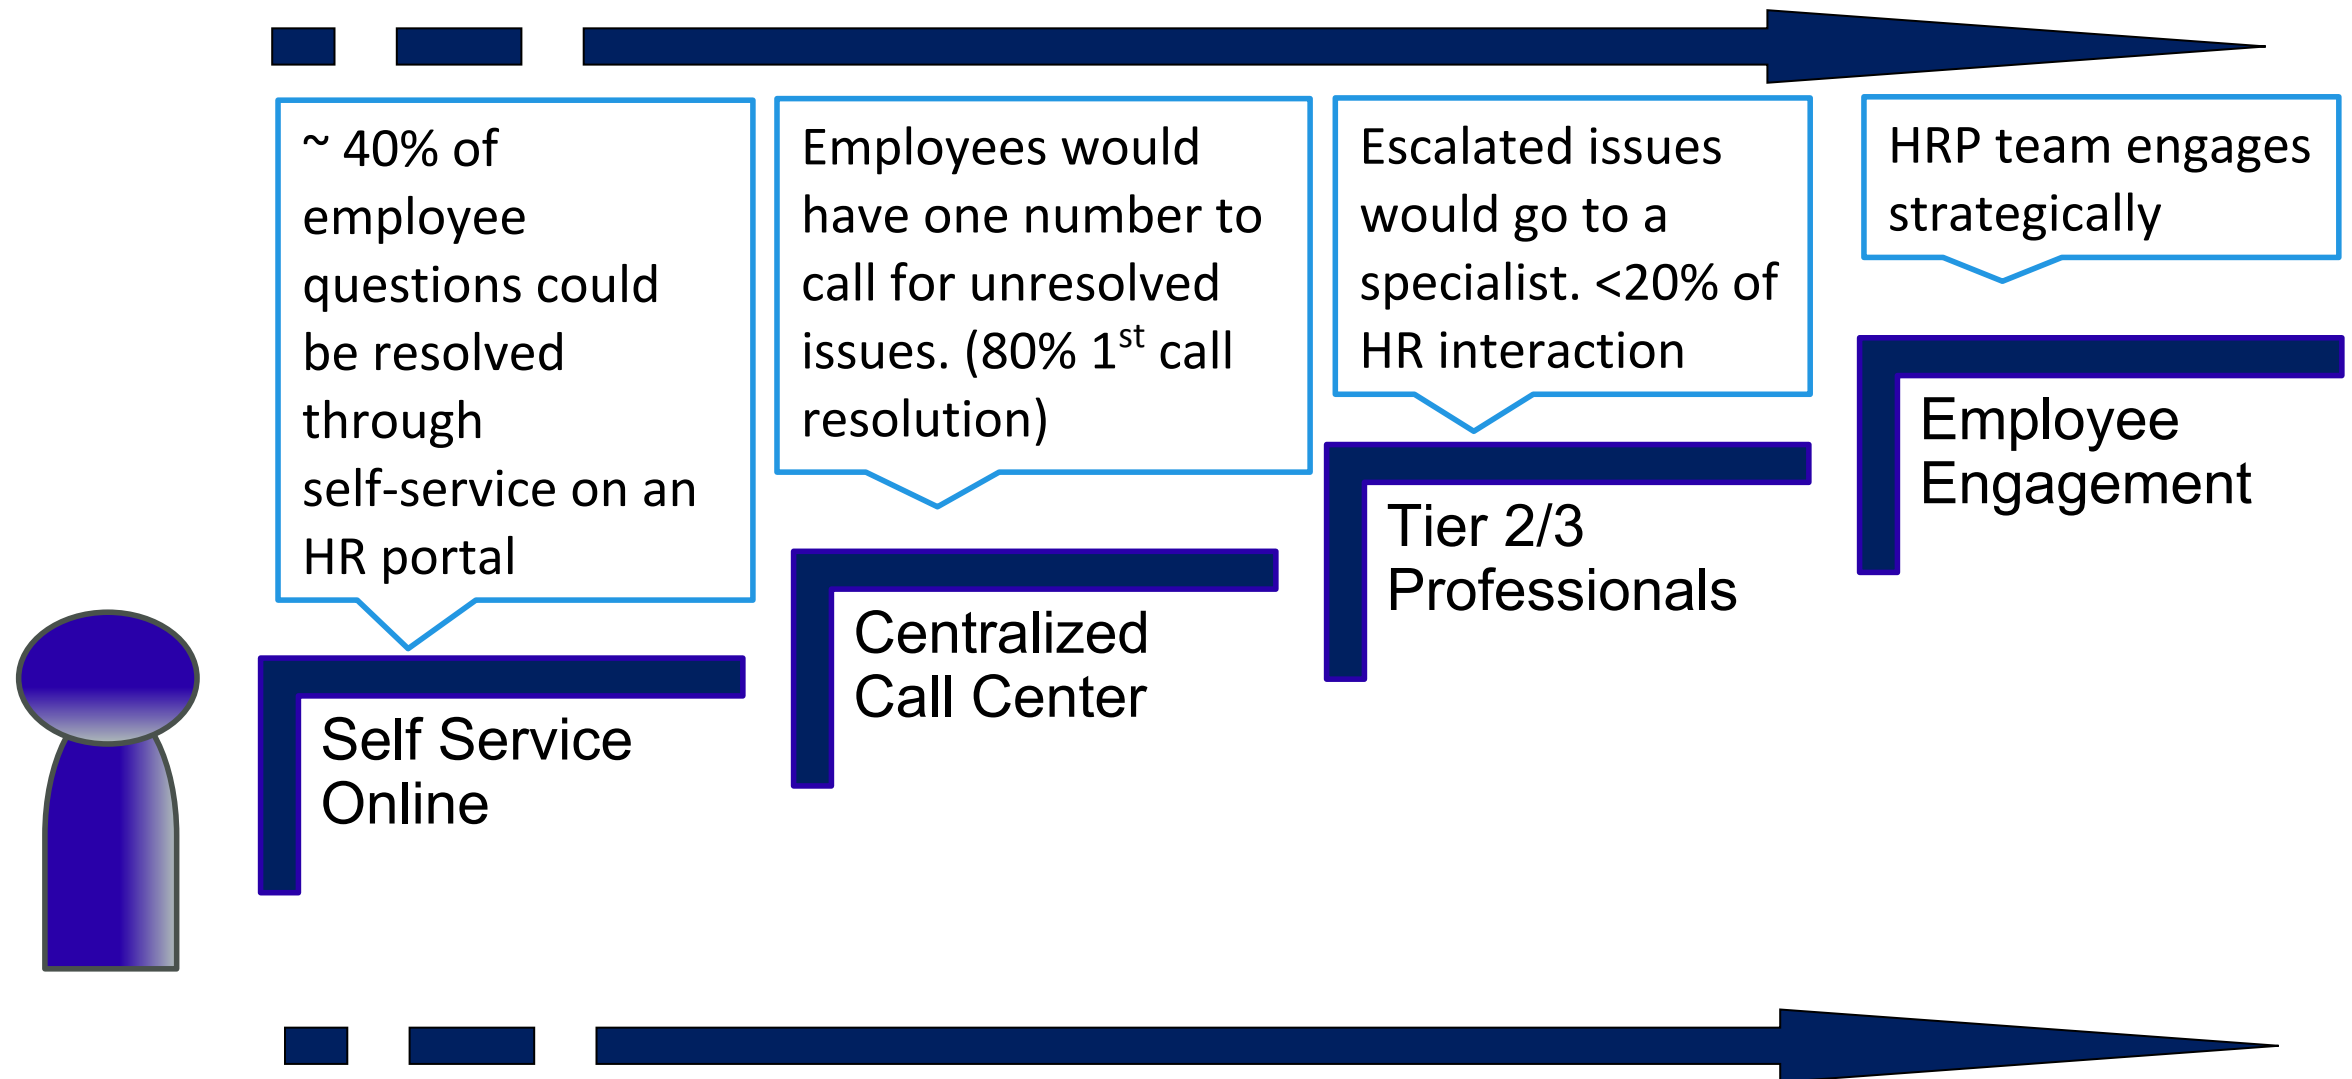 ~ 40% of
employee
questions could
be resolved
through
self-service on an
HR portal
Self Service
Online
Employees would
have one number to
call for unresolved
issues. (80% 1st call
resolution)
Centralized
Call Center
Escalated issues
would go to a
specialist. <20% of
HR interaction
Tier 2/3
Professionals
HRP team engages
strategically
Employee
Engagement